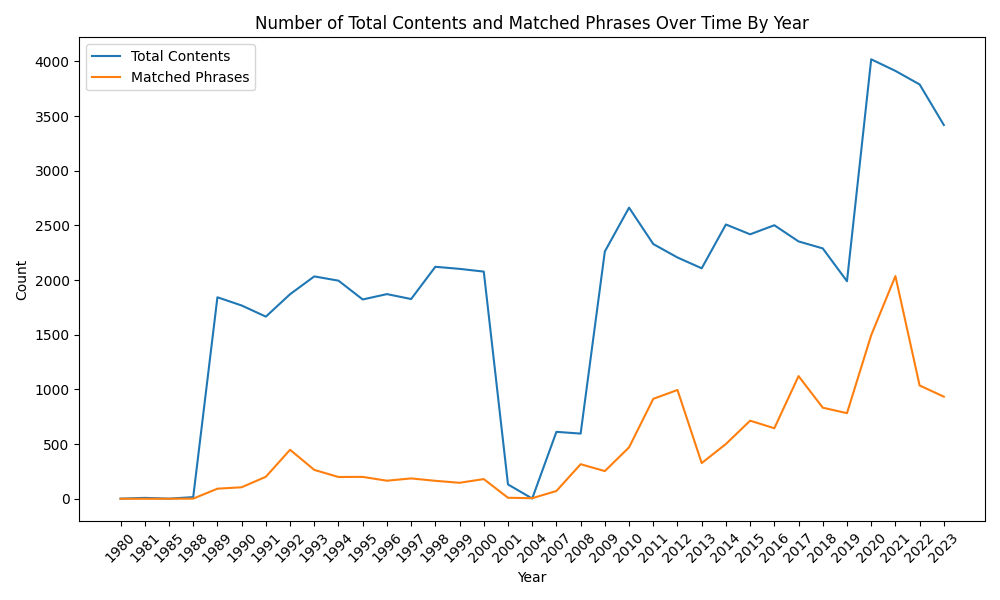 Number of Total Contents and Matched Phrases Over Time By Year
Total Contents
Matched Phrases
4000
3500
3000
2500
2000
1500
1000
500
0
Count
1980 1981 1985 1988 1989 1990 1991 1992 1993 1994 1995 1996 1997 1998 1999 2000 2001 2004 2007 2008 2009 2010 2011 2012 2013 2014 2015 2016 2017 2018 2019 2020 2021 2022 2023
Year